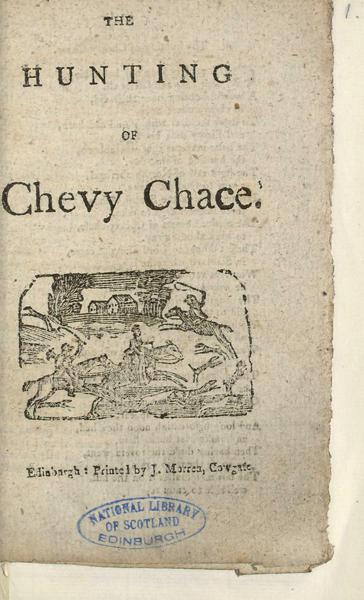 1.
THE
HUNTING
OF
Chevy Chace.
Edinburgh: Printed by J. Morren, Cowgate.
NATIONAL LIBRARY
OF SCOTLAND
EDINBURGH